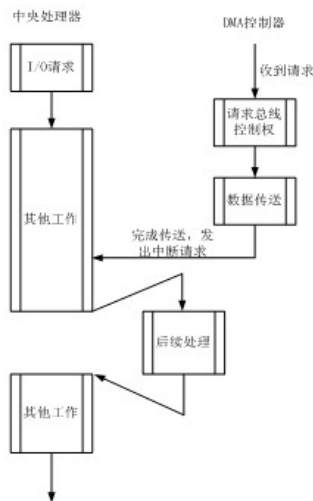 中央处理器
DMA控制器
I/O请求
收到请求
请求总线
控制权
数据传送
其他工作
完成传送，发
出中断请求
后续处理
其他工作